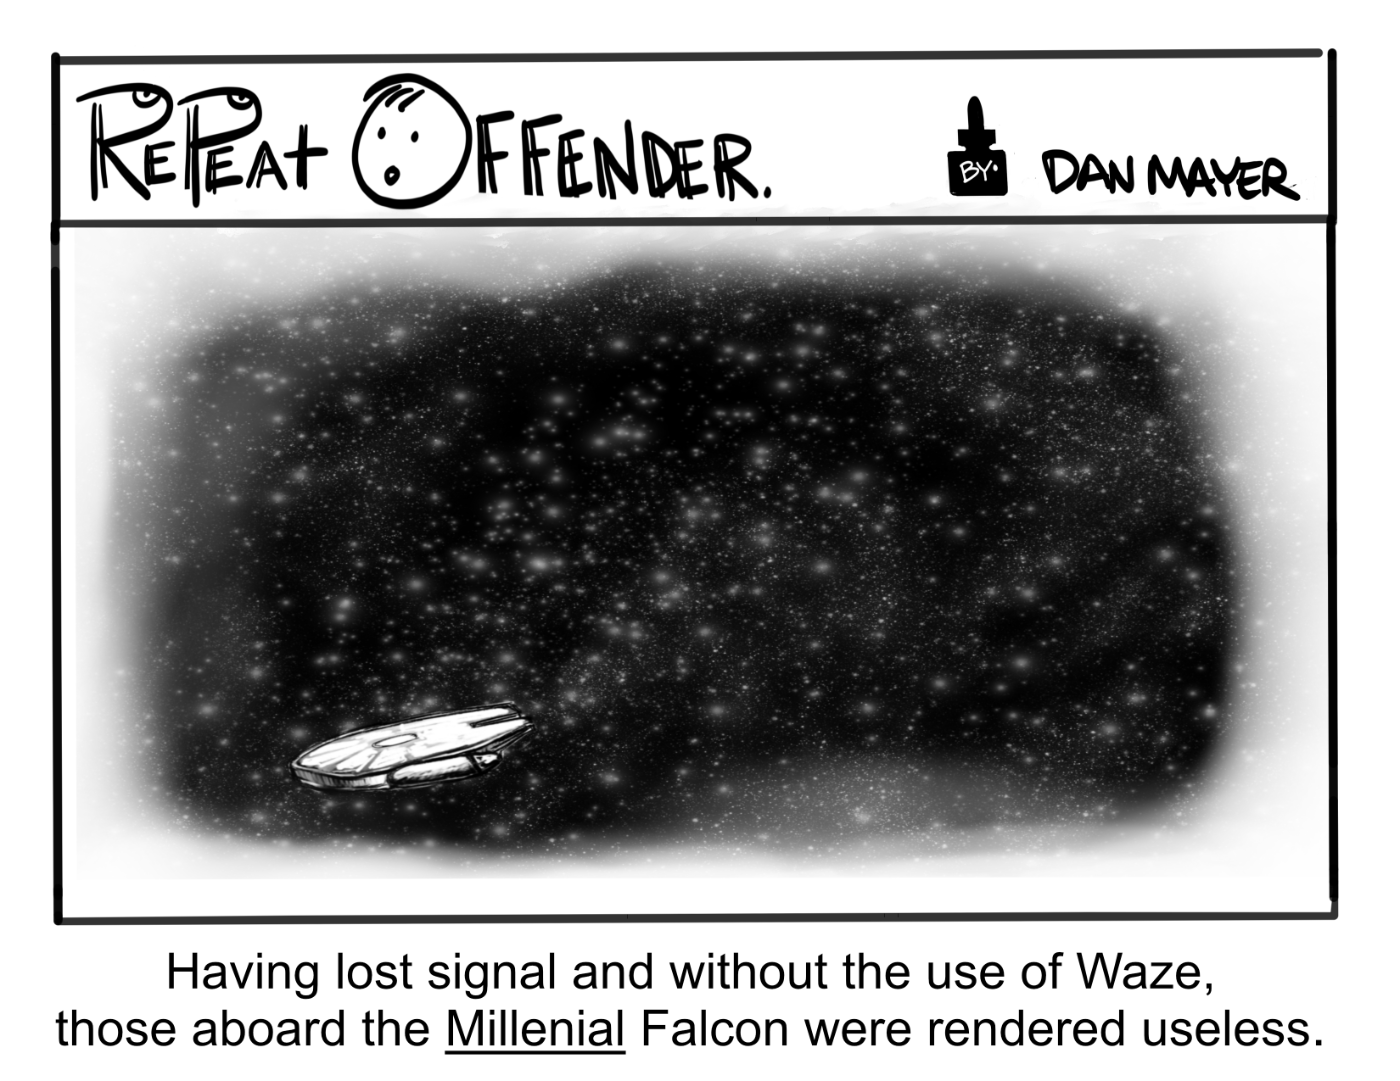 RePeat Offender.
BY:
DAN MAYER
Having lost signal and without the use of Waze,
those aboard the Millenial Falcon were rendered useless.